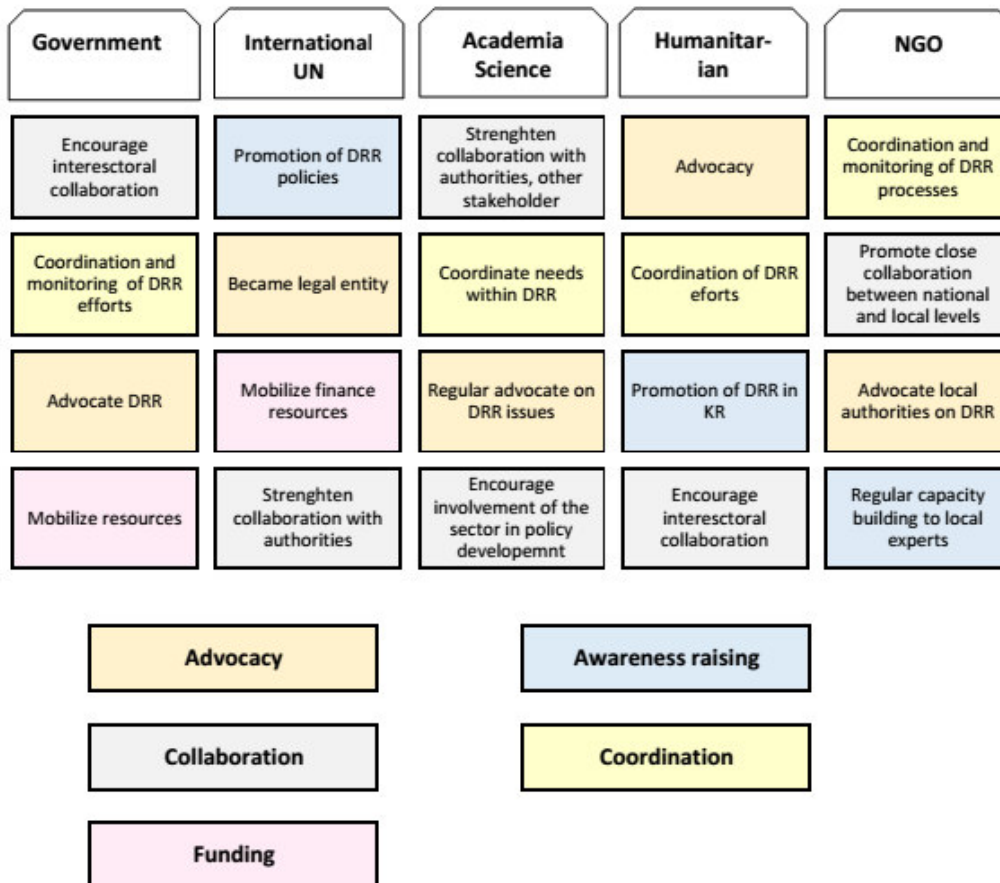 Government
International
UN
Academia
Science
Humanitar-
ian
NGO
Encourage
interesctoral
collaboration
Promotion of DRR
policies
Strenghten
collaboration with
authorities, other
stakeholder
Advocacy
Coordination and
monitoring of DRR
processes
Coordination and
monitoring of DRR
efforts
Became legal entity
Coordinate needs
within DRR
Coordination of DRR
eforts
Promote close
collaboration
between national
and local levels
Advocate DRR
Mobilize finance
resources
Regular advocate on
DRR issues
Promotion of DRR in
KR
Advocate local
authorities on DRR
Mobilize resources
Strenghten
collaboration with
authorities
Encourage
involvement of the
sector in policy
developemnt
Encourage
interesctoral
collaboration
Regular capacity
building to local
experts
Advocacy
Awareness raising
Collaboration
Coordination
Funding